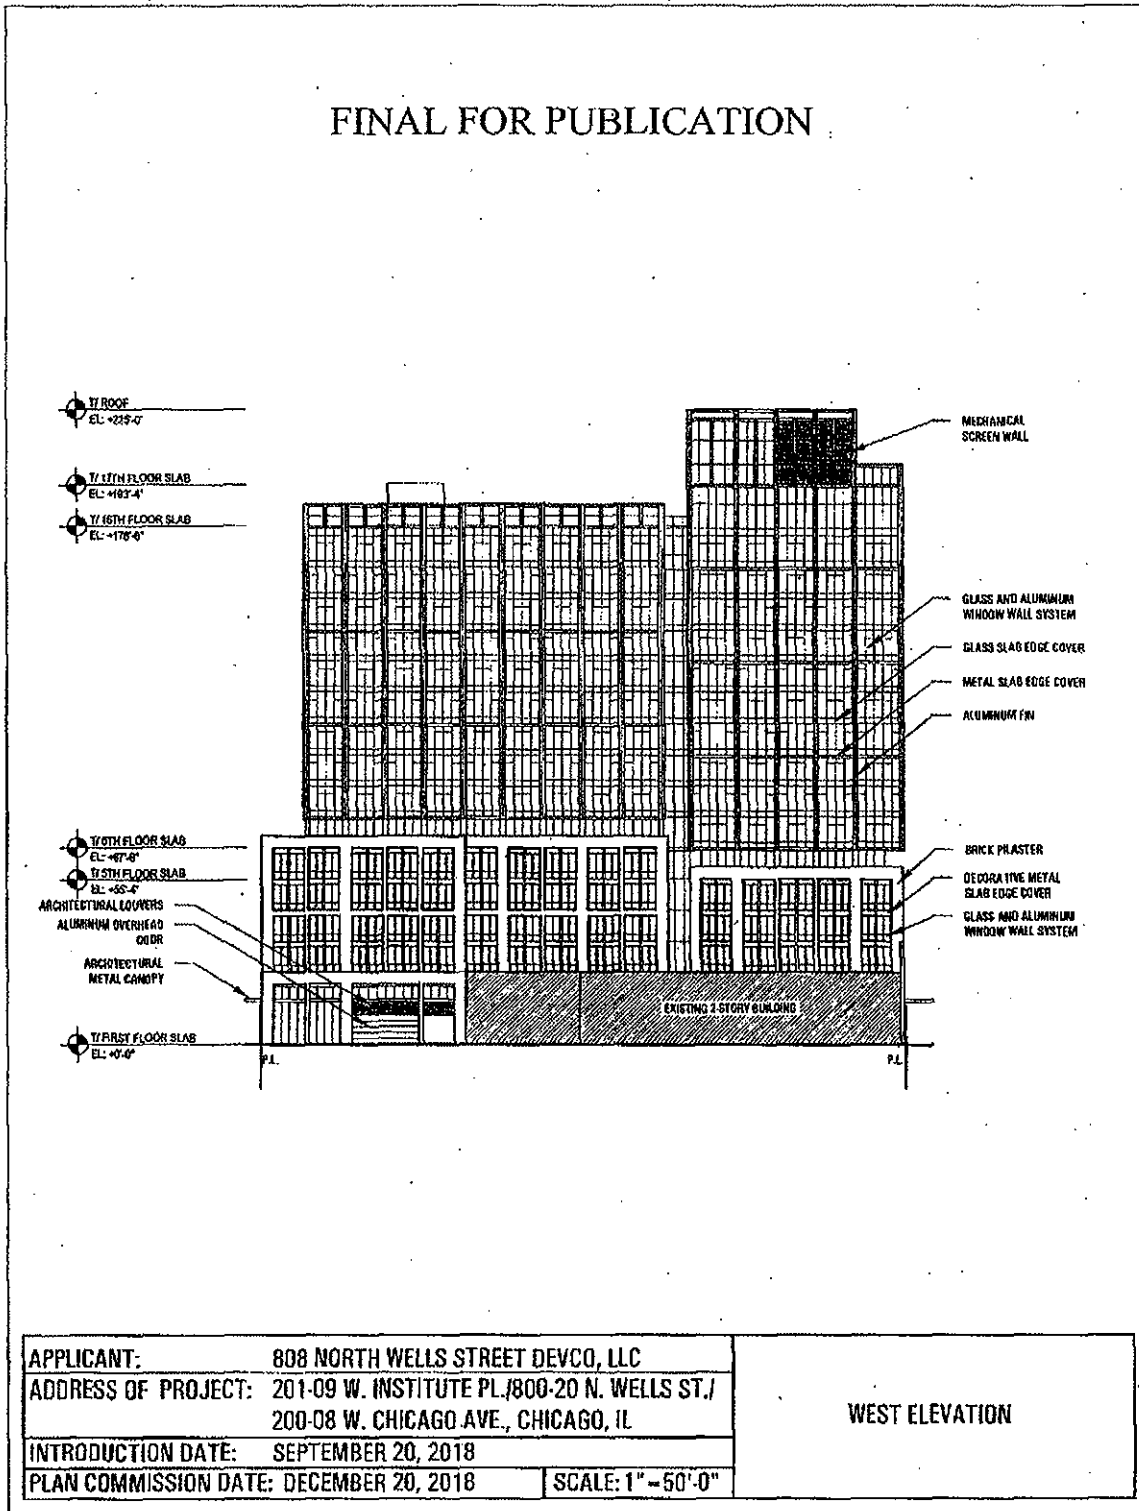 FINAL FOR PUBLICATION
T/ ROOF
EL: +225'-0"
T/ 17TH FLOOR SLAB
EL: +193'-4"
T/ 16TH FLOOR SLAB
T/ 6TH FLOOR SLAB
T/ 5TH FLOOR SLAB
ARCHITECTURAL LOUVERS
ALUMINUM OVERHEAD
DOOR
ARCHITECTURAL
METAL CANOPY
T/ FIRST FLOOR SLAB
EL: +0'-0"
MECHANICAL
SCREEN WALL
GLASS AND ALUMINUM
WINDOW WALL SYSTEM
GLASS SLAB EDGE COVER
METAL SLAB EDGE COVER
ALUMINUM FIN
BRICK PILASTER
DECORATIVE METAL
SLAB EDGE COVER
GLASS AND ALUMINUM
WINDOW WALL SYSTEM
EXISTING 2-STORY BUILDING
P.L.
P.L.
APPLICANT: 808 NORTH WELLS STREET DEVCO, LLC
ADDRESS OF PROJECT: 201-09 W. INSTITUTE PL./800-20 N. WELLS ST./
200-08 W. CHICAGO AVE., CHICAGO, IL
INTRODUCTION DATE: SEPTEMBER 20, 2018
PLAN COMMISSION DATE: DECEMBER 20, 2018
SCALE: 1" = 50'-0"
WEST ELEVATION